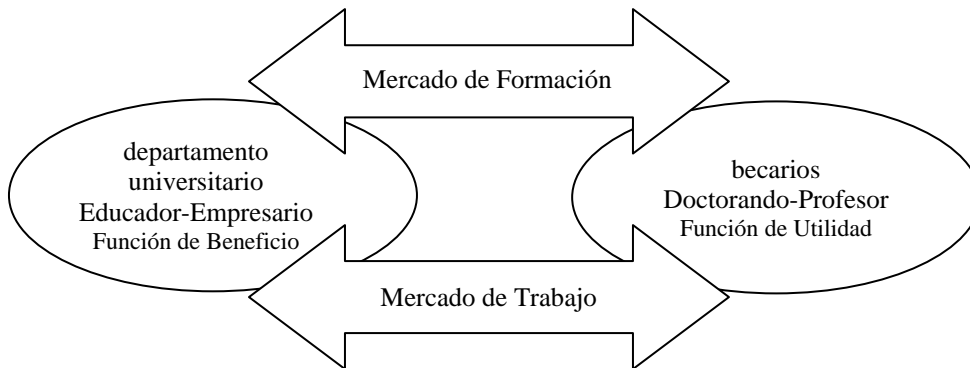 Mercado de Formación
departamento
universitario
Educador-Empresario
Función de Beneficio
becarios
Doctorando-Profesor
Función de Utilidad
Mercado de Trabajo